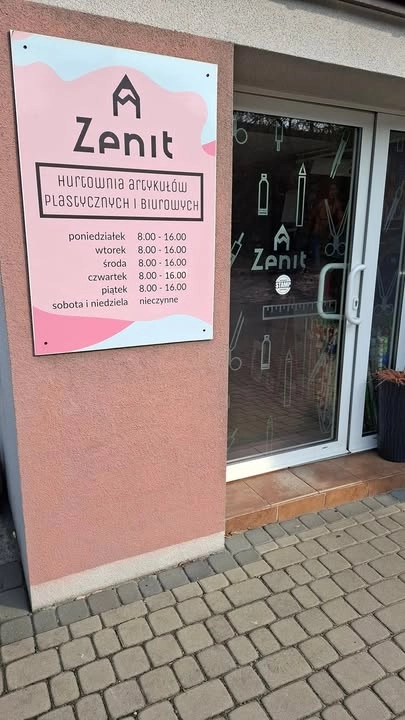 Zenit
Hurtownia artykułów
plastycznych i biurowych
poniedziałek 8.00 - 16.00
wtorek 8.00 - 16.00
środa 8.00 - 16.00
czwartek 8.00 - 16.00
piątek 8.00 - 16.00
sobota i niedziela nieczynne
Zenit
STAMP